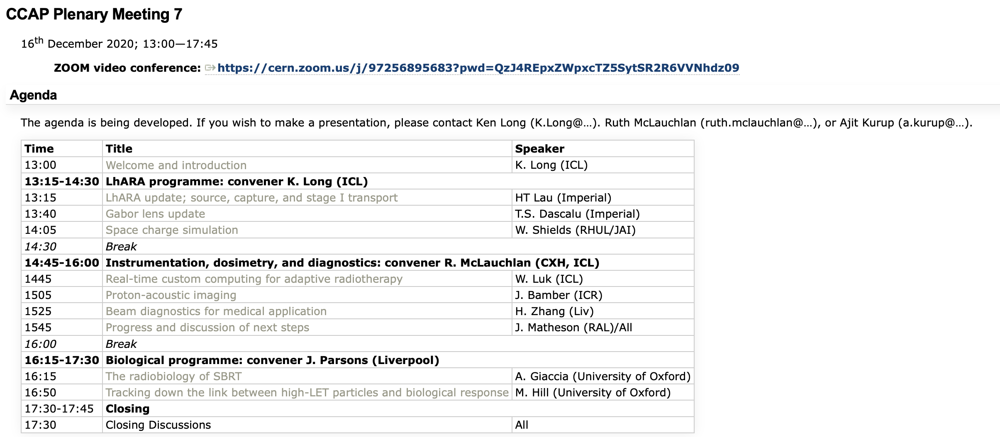 CCAP Plenary Meeting 7
16th December 2020; 13:00—17:45
ZOOM video conference: https://cern.zoom.us/j/97256895683?pwd=QzJ4REpxZWpxcTZ5SytSR2R6VVNhdz09
Agenda
The agenda is being developed. If you wish to make a presentation, please contact Ken Long (K.Long@...). Ruth McLauchlan (ruth.mclauchlan@...), or Ajit Kurup (a.kurup@...).
Time Title Speaker
13:00 Welcome and introduction K. Long (ICL)
13:15-14:30 LhARA programme: convener K. Long (ICL)
13:15 LhARA update; source, capture, and stage I transport HT Lau (Imperial)
13:40 Gabor lens update T.S. Dascalu (Imperial)
14:05 Space charge simulation W. Shields (RHUL/JAI)
14:30 Break
14:45-16:00 Instrumentation, dosimetry, and diagnostics: convener R. McLauchlan (CXH, ICL)
1445 Real-time custom computing for adaptive radiotherapy W. Luk (ICL)
1505 Proton-acoustic imaging J. Bamber (ICR)
1525 Beam diagnostics for medical application H. Zhang (Liv)
1545 Progress and discussion of next steps J. Matheson (RAL)/All
16:00 Break
16:15-17:30 Biological programme: convener J. Parsons (Liverpool)
16:15 The radiobiology of SBRT A. Giaccia (University of Oxford)
16:50 Tracking down the link between high-LET particles and biological response M. Hill (University of Oxford)
17:30-17:45 Closing
17:30 Closing Discussions All